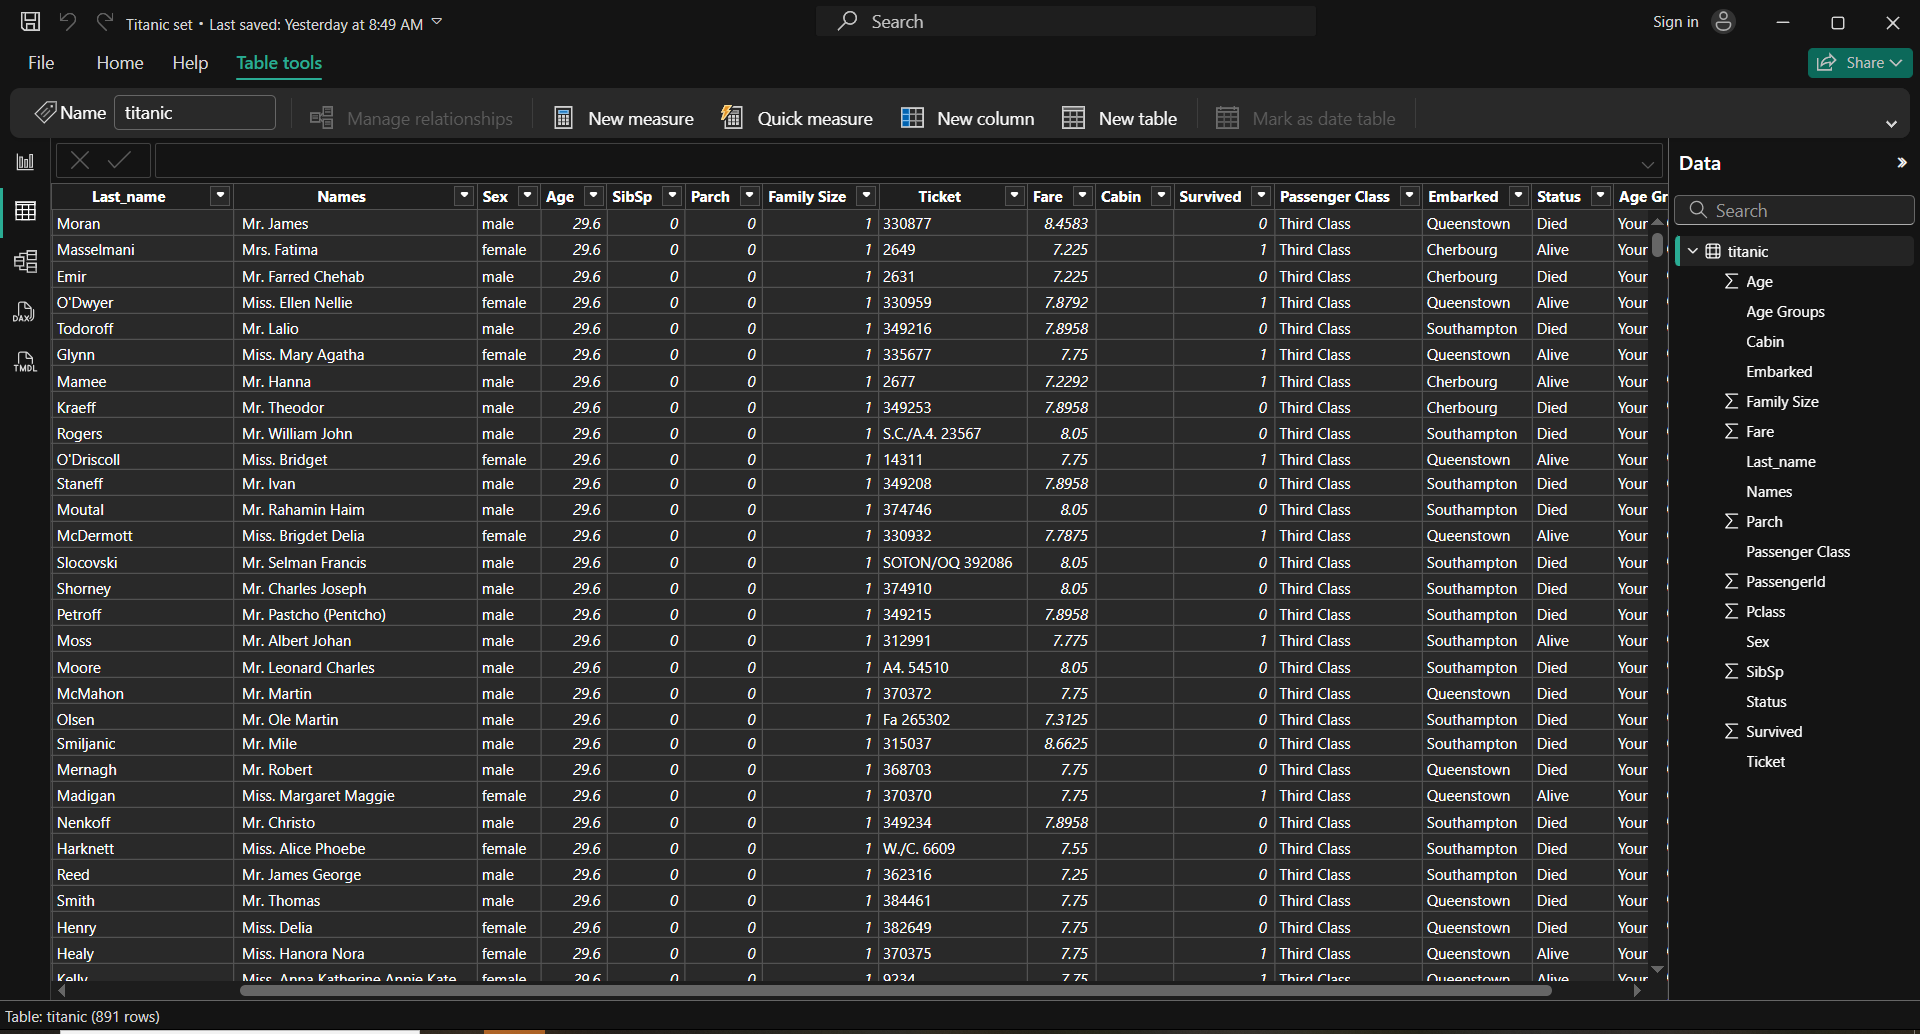 Titanic set • Last saved: Yesterday at 8:49 AM
Search
Sign in
File Home Help Table tools
Share
Name titanic Manage relationships New measure Quick measure New column New table Mark as date table
DAX
TMDL
Last_name Names Sex Age SibSp Parch Family Size Ticket Fare Cabin Survived Passenger Class Embarked Status Age Gr
Moran Mr. James male 29.6 0 0 1 330877 8.4583 0 Third Class Queenstown Died Your
Masselmani Mrs. Fatima female 29.6 0 0 1 2649 7.225 1 Third Class Cherbourg Alive Your
Emir Mr. Farred Chehab male 29.6 0 0 1 2631 7.225 0 Third Class Cherbourg Died Your
O'Dwyer Miss. Ellen Nellie female 29.6 0 0 1 330959 7.8792 1 Third Class Queenstown Alive Your
Todoroff Mr. Lalio male 29.6 0 0 1 349216 7.8958 0 Third Class Southampton Died Your
Glynn Miss. Mary Agatha female 29.6 0 0 1 335677 7.75 1 Third Class Queenstown Alive Your
Mamee Mr. Hanna male 29.6 0 0 1 2677 7.2292 1 Third Class Cherbourg Alive Your
Kraeff Mr. Theodor male 29.6 0 0 1 349253 7.8958 0 Third Class Cherbourg Died Your
Rogers Mr. William John male 29.6 0 0 1 S.C./A.4. 23567 8.05 0 Third Class Southampton Died Your
O'Driscoll Miss. Bridget female 29.6 0 0 1 14311 7.75 1 Third Class Queenstown Alive Your
Staneff Mr. Ivan male 29.6 0 0 1 349208 7.8958 0 Third Class Southampton Died Your
Moutal Mr. Rahamin Haim male 29.6 0 0 1 374746 8.05 0 Third Class Southampton Died Your
McDermott Miss. Brigdet Delia female 29.6 0 0 1 330932 7.7875 1 Third Class Queenstown Alive Your
Slocovski Mr. Selman Francis male 29.6 0 0 1 SOTON/OQ 392086 8.05 0 Third Class Southampton Died Your
Shorney Mr. Charles Joseph male 29.6 0 0 1 374910 8.05 0 Third Class Southampton Died Your
Petroff Mr. Pastcho (Pentcho) male 29.6 0 0 1 349215 7.8958 0 Third Class Southampton Died Your
Moss Mr. Albert Johan male 29.6 0 0 1 312991 7.775 1 Third Class Southampton Alive Your
Moore Mr. Leonard Charles male 29.6 0 0 1 A4. 54510 8.05 0 Third Class Southampton Died Your
McMahon Mr. Martin male 29.6 0 0 1 370372 7.75 0 Third Class Queenstown Died Your
Olsen Mr. Ole Martin male 29.6 0 0 1 Fa 265302 7.3125 0 Third Class Southampton Died Your
Smiljanic Mr. Mile male 29.6 0 0 1 315037 8.6625 0 Third Class Southampton Died Your
Mernagh Mr. Robert male 29.6 0 0 1 368703 7.75 0 Third Class Queenstown Died Your
Madigan Miss. Margaret Maggie female 29.6 0 0 1 370370 7.75 1 Third Class Queenstown Alive Your
Nenkoff Mr. Christo male 29.6 0 0 1 349234 7.8958 0 Third Class Southampton Died Your
Harknett Miss. Alice Phoebe female 29.6 0 0 1 W./C. 6609 7.55 0 Third Class Southampton Died Your
Reed Mr. James George male 29.6 0 0 1 362316 7.25 0 Third Class Southampton Died Your
Smith Mr. Thomas male 29.6 0 0 1 384461 7.75 0 Third Class Queenstown Died Your
Henry Miss. Delia female 29.6 0 0 1 382649 7.75 0 Third Class Queenstown Died Your
Healy Miss. Hanora Nora female 29.6 0 0 1 370375 7.75 1 Third Class Queenstown Alive Your
Kelly Miss. Anna Katherine Annie Kate female 29.6 0 0 1 9234 7.75 1 Third Class Queenstown Alive Your
Data
Search
titanic
Age
Age Groups
Cabin
Embarked
Family Size
Fare
Last_name
Names
Parch
Passenger Class
PassengerId
Pclass
Sex
SibSp
Status
Survived
Ticket
Table: titanic (891 rows)